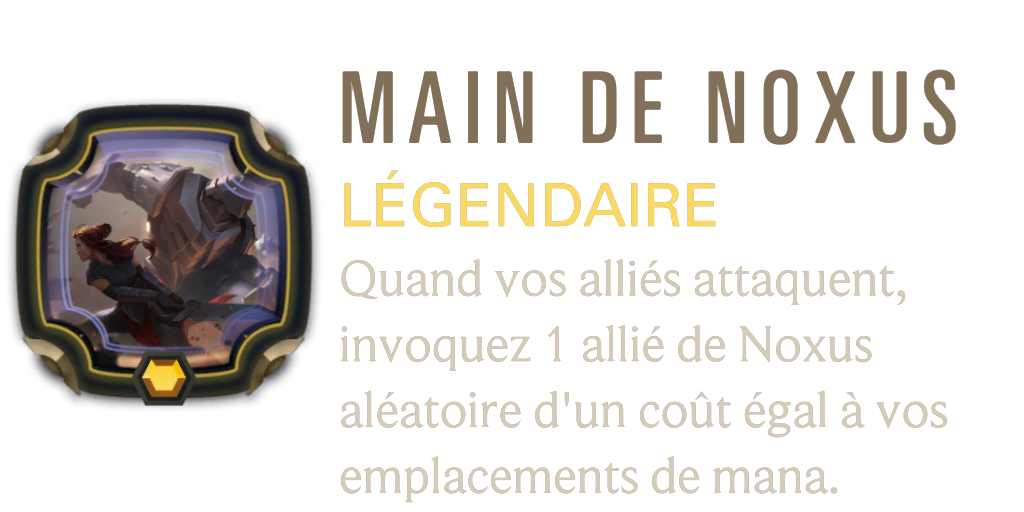 MAIN DE NOXUS
LÉGENDAIRE
Quand vos alliés attaquent,
invoquez 1 allié de Noxus
aléatoire d'un coût égal à vos
emplacements de mana.